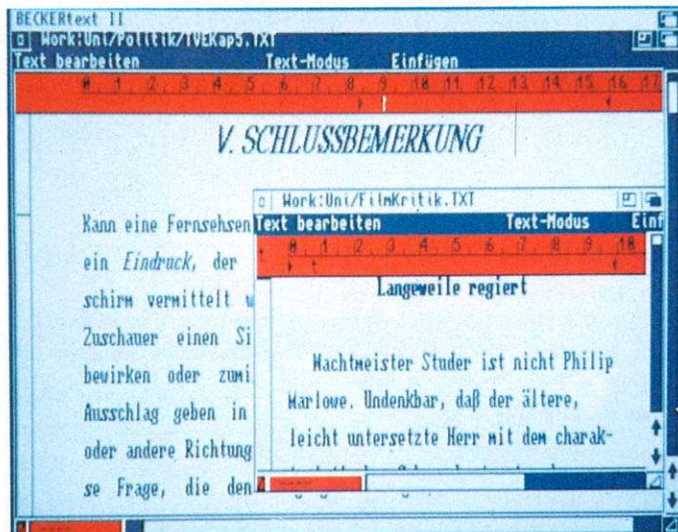 BECKERtext II
Work:Uni/Politik/TVEKap5.TXT
Text bearbeiten Text-Modus Einfügen
0 1 2 3 4 5 6 7 8 9 10 11 12 13 14 15 16 17
V. SCHLUSSBEMERKUNG
Kann eine Fernsehsen
ein Eindruck, der
schirm vermittelt w
Zuschauer einen Si
bewirken oder zumi
Ausschlag geben in
oder andere Richtung
se Frage, die den
Work:Uni/FilmKritik.TXT
Text bearbeiten Text-Modus Einf
0 1 2 3 4 5 6 7 8 9 10
Langeweile regiert
Wachtmeister Studer ist nicht Philip
Marlowe. Undenkbar, daß der ältere,
leicht untersetzte Herr mit dem charak-